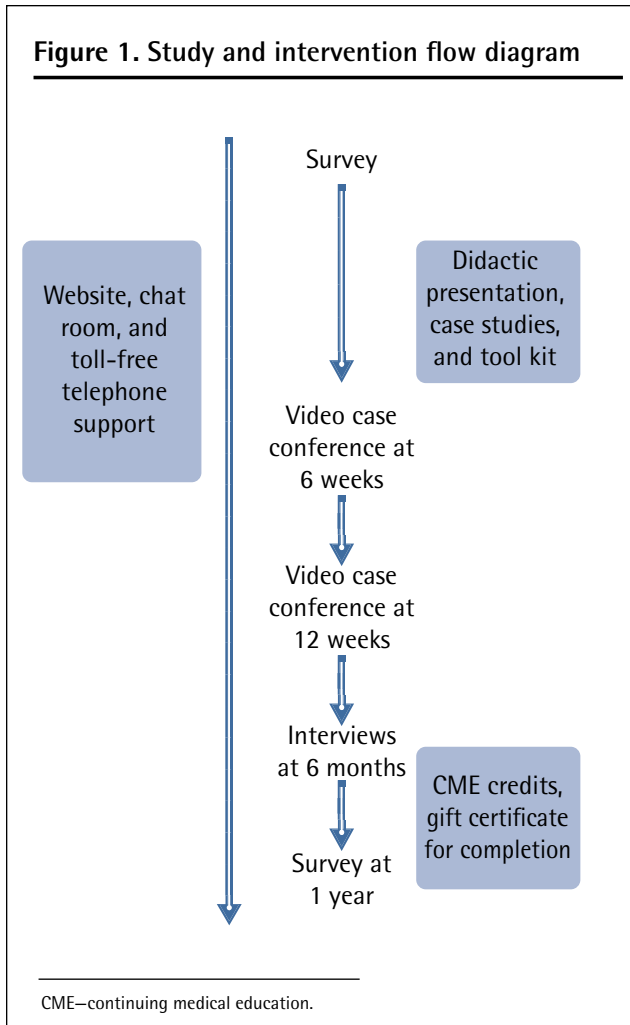 Figure 1. Study and intervention flow diagram
Survey
Website, chat
room, and
toll-free
telephone
support
Didactic
presentation,
case studies,
and tool kit
Video case
conference at
6 weeks
Video case
conference at
12 weeks
Interviews
at 6 months
CME credits,
gift certificate
for completion
Survey at
1 year
CME—continuing medical education.